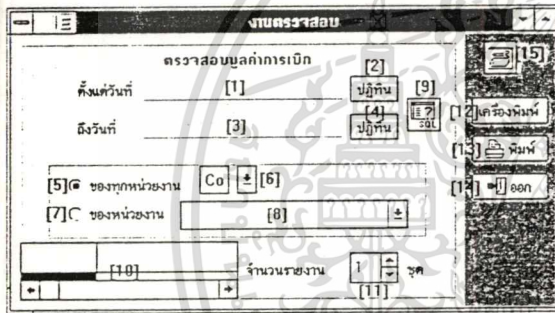 งานตรวจสอบ
ตรวจสอบมูลค่าการเบิก
ตั้งแต่วันที่ [1] [2] ปฏิทิน [9] SQL
ถึงวันที่ [3] [4] ปฏิทิน
[5] ของทุกหน่วยงาน Co [6]
[7] ของหน่วยงาน [8]
[10] จำนวนรายงาน 1 ชุด
[11]
[15]
[12] เครื่องพิมพ์
[13] พิมพ์
[14] ออก